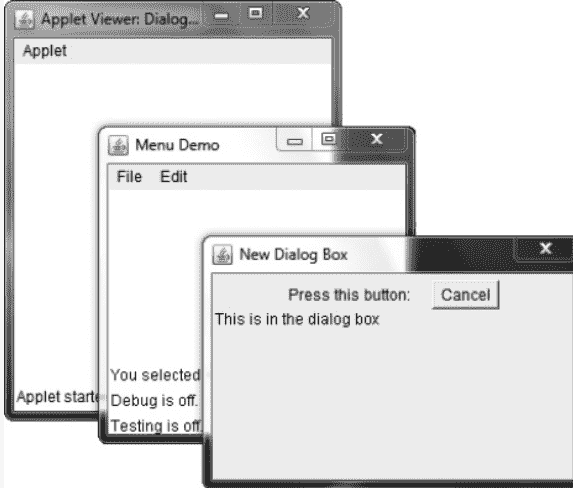 Applet Viewer: Dialog...
Applet
Menu Demo
File Edit
New Dialog Box
Press this button: Cancel
This is in the dialog box
You selected
Applet starte
Debug is off.
Testing is off.